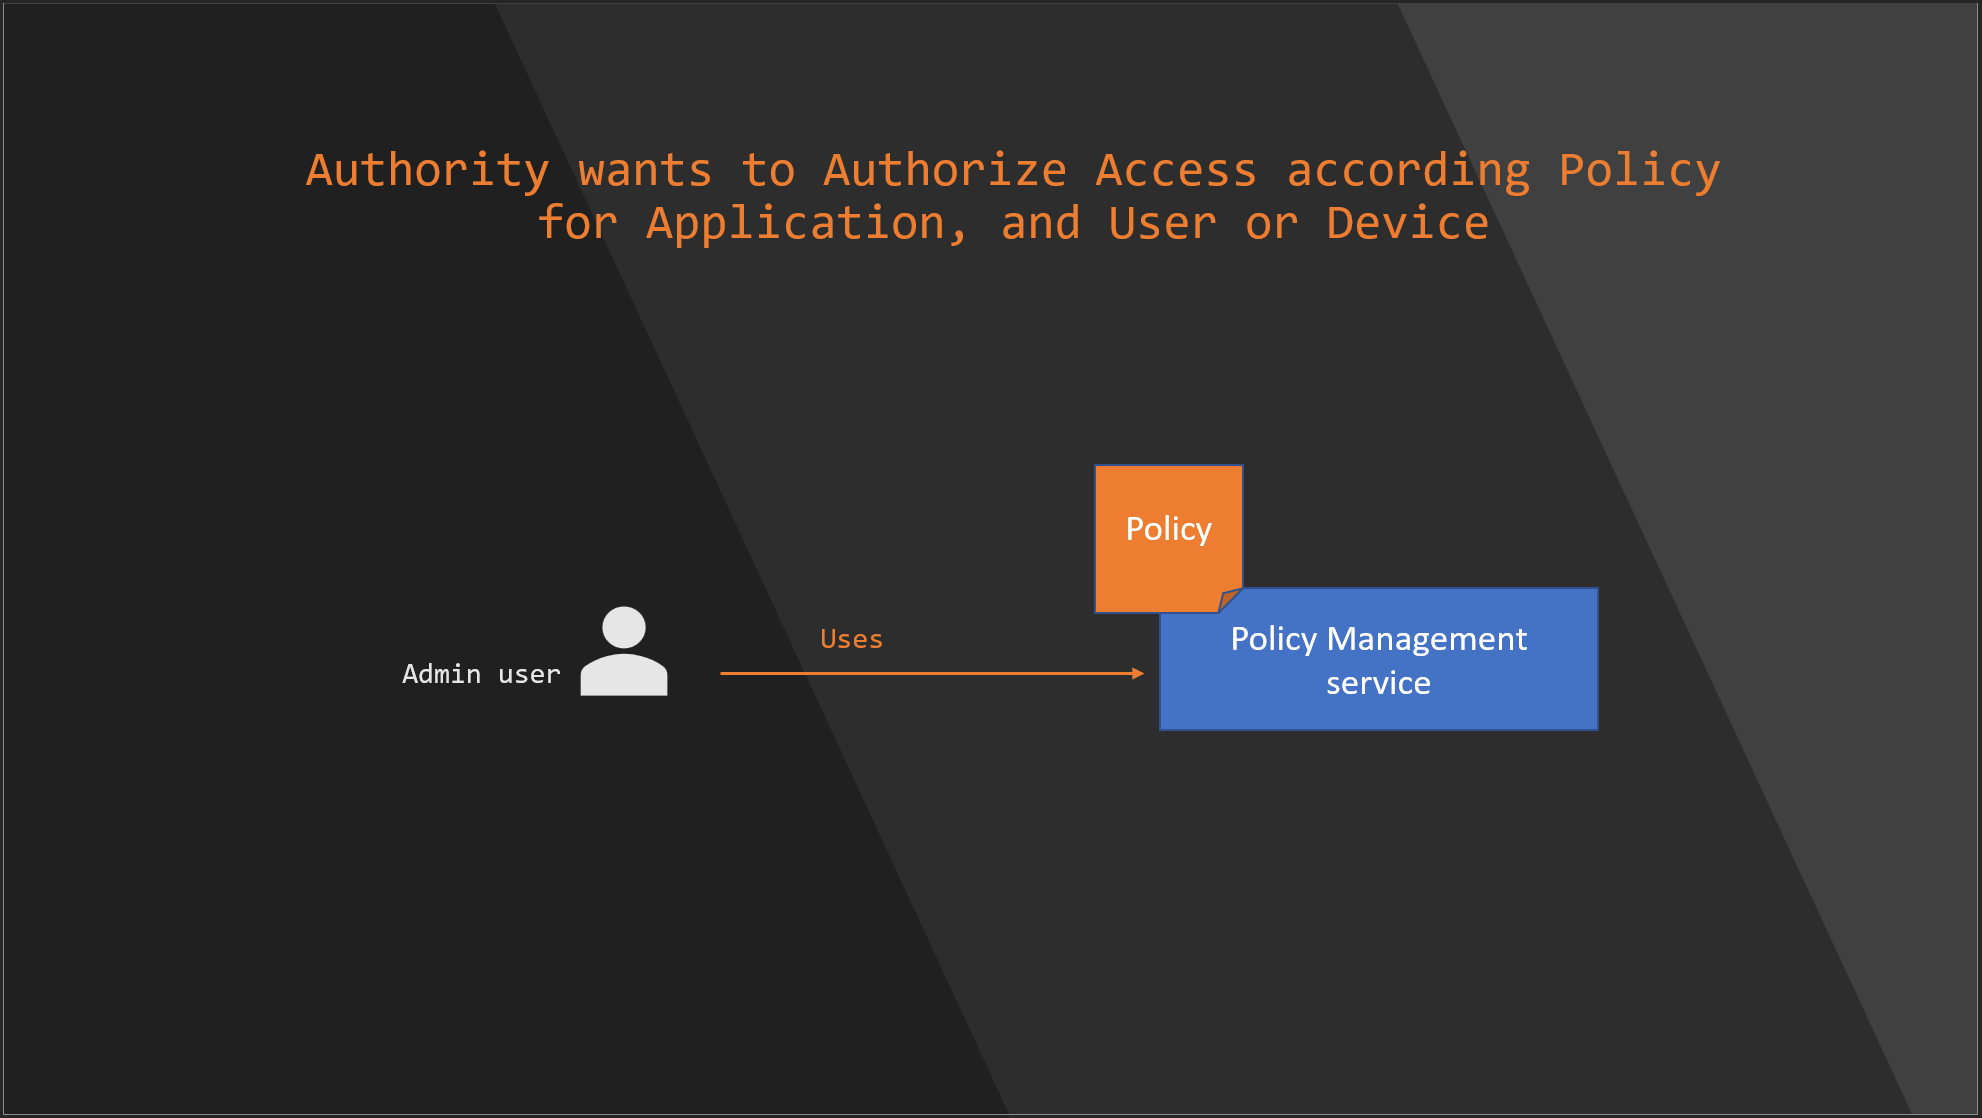 Authority wants to Authorize Access according Policy
for Application, and User or Device
Policy
Uses
Admin user
Policy Management
service